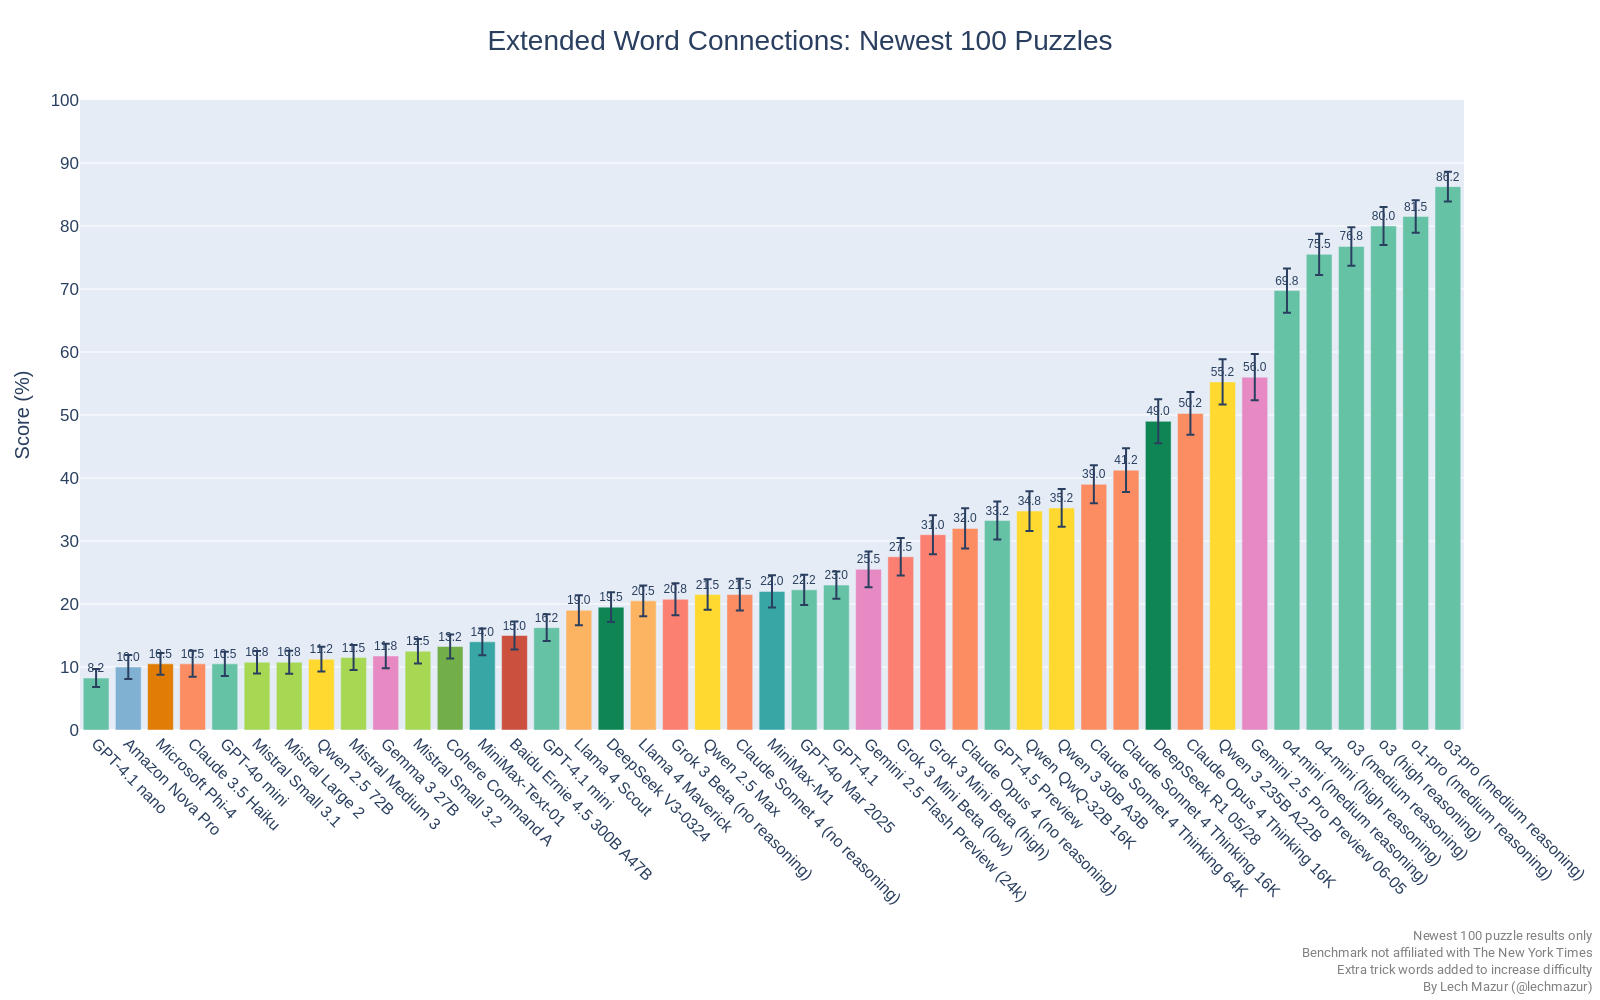 Extended Word Connections: Newest 100 Puzzles
Score (%)
100
90
80
70
60
50
40
30
20
10
0
8.2
10.0
10.5
10.5
10.5
10.8
10.8
11.2
11.5
11.8
12.5
13.2
14.0
15.0
16.2
19.0
19.5
20.5
20.8
21.5
21.5
22.0
22.2
23.0
25.5
27.5
31.0
32.0
33.2
34.8
35.2
39.0
41.2
49.0
50.2
55.2
56.0
69.8
75.5
76.8
80.0
81.5
86.2
GPT-4.1 nano
Amazon Nova Pro
Microsoft Phi-4
Claude 3.5 Haiku
GPT-4o mini
Mistral Small 3.1
Mistral Large 2
Qwen 2.5 72B
Mistral Medium 3
Gemma 3 27B
Mistral Small 3.2
Cohere Command A
MiniMax-Text-01
Baidu Ernie 4.5 300B A47B
GPT-4.1 mini
Llama 4 Scout
DeepSeek V3-0324
Llama 4 Maverick
Grok 3 Beta (no reasoning)
Qwen 2.5 Max
Claude Sonnet 4 (no reasoning)
MiniMax-M1
GPT-4o Mar 2025
GPT-4.1
Gemini 2.5 Flash Preview (24k)
Grok 3 Mini Beta (low)
Grok 3 Mini Beta (high)
Claude Opus 4 (no reasoning)
GPT-4.5 Preview
Qwen QwQ-32B 16K
Qwen 3 30B A3B
Claude Sonnet 4 Thinking 64K
Claude Sonnet 4 Thinking 16K
DeepSeek R1 05/28
Claude Opus 4 Thinking 16K
Qwen 3 235B A22B
Gemini 2.5 Pro Preview 06-05
o4-mini (medium reasoning)
o4-mini (high reasoning)
o3 (medium reasoning)
o3 (high reasoning)
o1-pro (medium reasoning)
o3-pro (medium reasoning)
Newest 100 puzzle results only
Benchmark not affiliated with The New York Times
Extra trick words added to increase difficulty
By Lech Mazur (@lechmazur)